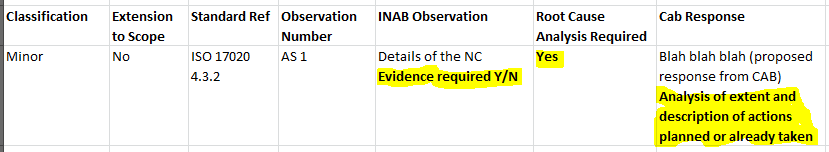 Classification Extension to Scope Standard Ref Observation Number INAB Observation Root Cause Analysis Required Cab Response
Minor No ISO 17020 4.3.2 AS 1 Details of the NC Yes Blah blah blah (proposed
Evidence required Y/N response from CAB)
Analysis of extent and
description of actions
planned or already taken